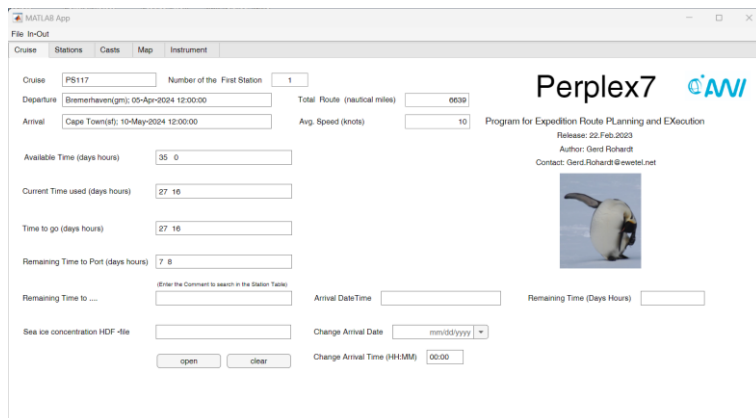 MATLAB App
File In-Out
Cruise Stations Casts Map Instrument
Cruise PS117 Number of the First Station 1
Departure Bremerhaven(gm); 05-Apr-2024 12:00:00 Total Route (nautical miles) 6639
Arrival Cape Town(sf); 10-May-2024 12:00:00 Avg. Speed (knots) 10
Perplex7 AWI
Program for Expedition Route PLanning and EXecution
Release: 22.Feb.2023
Author: Gerd Rohardt
Contact: Gerd.Rohardt@ewetel.net
Available Time (days hours) 35 0
Current Time used (days hours) 27 16
Time to go (days hours) 27 16
Remaining Time to Port (days hours) 7 8
(Enter the Comment to search in the Station Table)
Remaining Time to .... Arrival DateTime Remaining Time (Days Hours)
Sea ice concentration HDF -file Change Arrival Date mm/dd/yyyy
open clear Change Arrival Time (HH:MM) 00:00